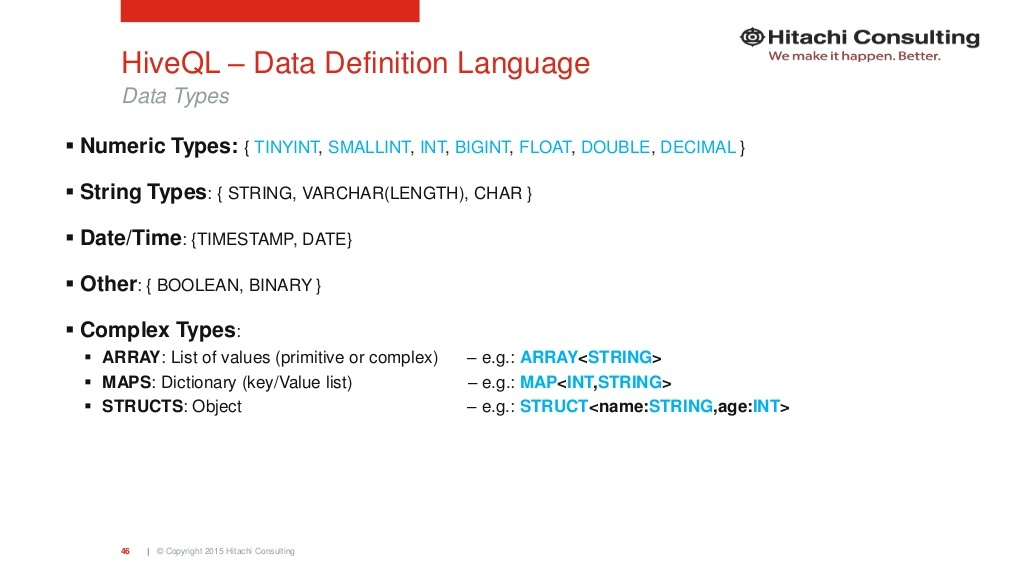 Hitachi Consulting
We make it happen. Better.
HiveQL – Data Definition Language
Data Types
▪ Numeric Types: { TINYINT, SMALLINT, INT, BIGINT, FLOAT, DOUBLE, DECIMAL }
▪ String Types: { STRING, VARCHAR(LENGTH), CHAR }
▪ Date/Time: {TIMESTAMP, DATE}
▪ Other: { BOOLEAN, BINARY }
▪ Complex Types:
▪ ARRAY: List of values (primitive or complex) – e.g.: ARRAY<STRING>
▪ MAPS: Dictionary (key/Value list) – e.g.: MAP<INT,STRING>
▪ STRUCTS: Object – e.g.: STRUCT<name:STRING,age:INT>
46 | © Copyright 2015 Hitachi Consulting